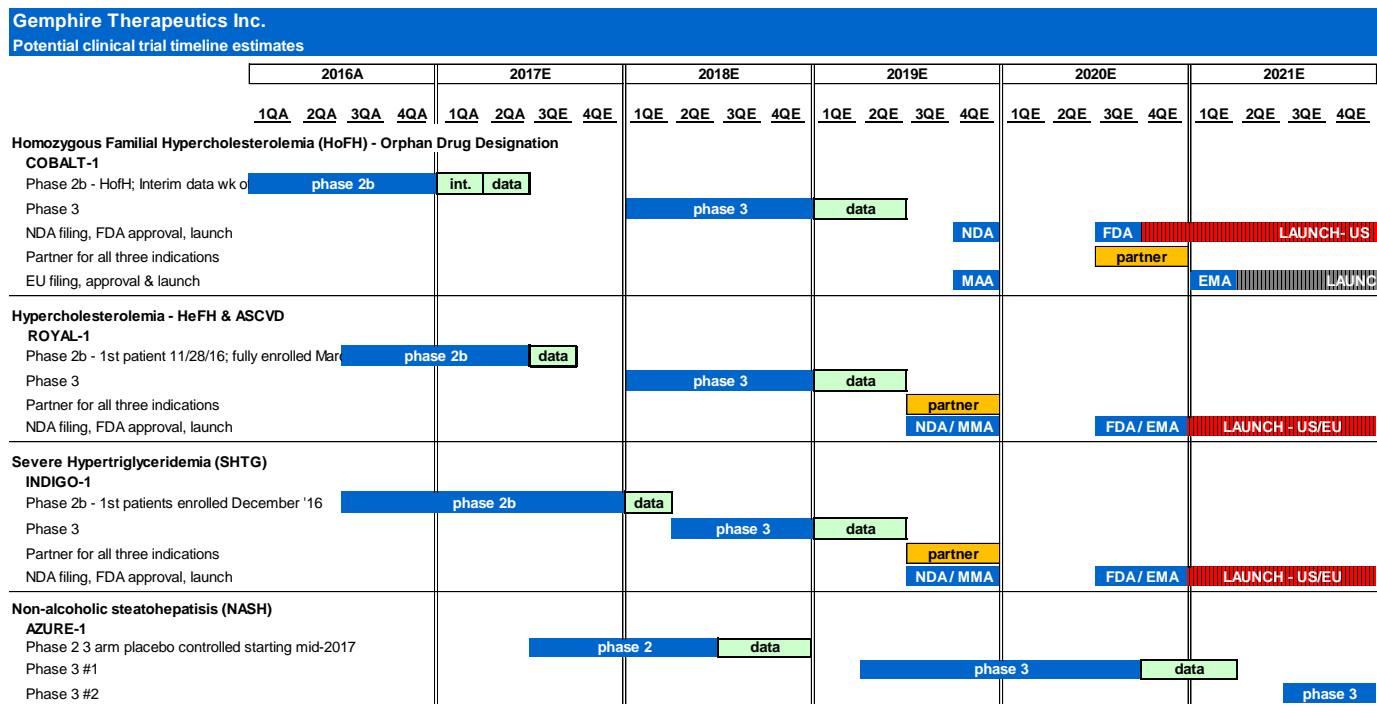 Gemphire Therapeutics Inc.
Potential clinical trial timeline estimates
2016A 2017E 2018E 2019E 2020E 2021E
1QA 2QA 3QA 4QA 1QA 2QA 3QE 4QE 1QE 2QE 3QE 4QE 1QE 2QE 3QE 4QE 1QE 2QE 3QE 4QE 1QE 2QE 3QE 4QE
Homozygous Familial Hypercholesterolemia (HoFH) - Orphan Drug Designation
COBALT-1
Phase 2b - HofH; Interim data wk o phase 2b int. data
Phase 3 phase 3 data
NDA filing, FDA approval, launch NDA FDA LAUNCH- US
Partner for all three indications partner
EU filing, approval & launch MAA EMA LAUNC
Hypercholesterolemia - HeFH & ASCVD
ROYAL-1
Phase 2b - 1st patient 11/28/16; fully enrolled Marc phase 2b data
Phase 3 phase 3 data
Partner for all three indications partner
NDA filing, FDA approval, launch NDA / MMA FDA / EMA LAUNCH - US/EU
Severe Hypertriglyceridemia (SHTG)
INDIGO-1
Phase 2b - 1st patients enrolled December '16 phase 2b data
Phase 3 phase 3 data
Partner for all three indications partner
NDA filing, FDA approval, launch NDA / MMA FDA / EMA LAUNCH - US/EU
Non-alcoholic steatohepatisis (NASH)
AZURE-1
Phase 2 3 arm placebo controlled starting mid-2017 phase 2 data
Phase 3 #1 phase 3 data
Phase 3 #2 phase 3